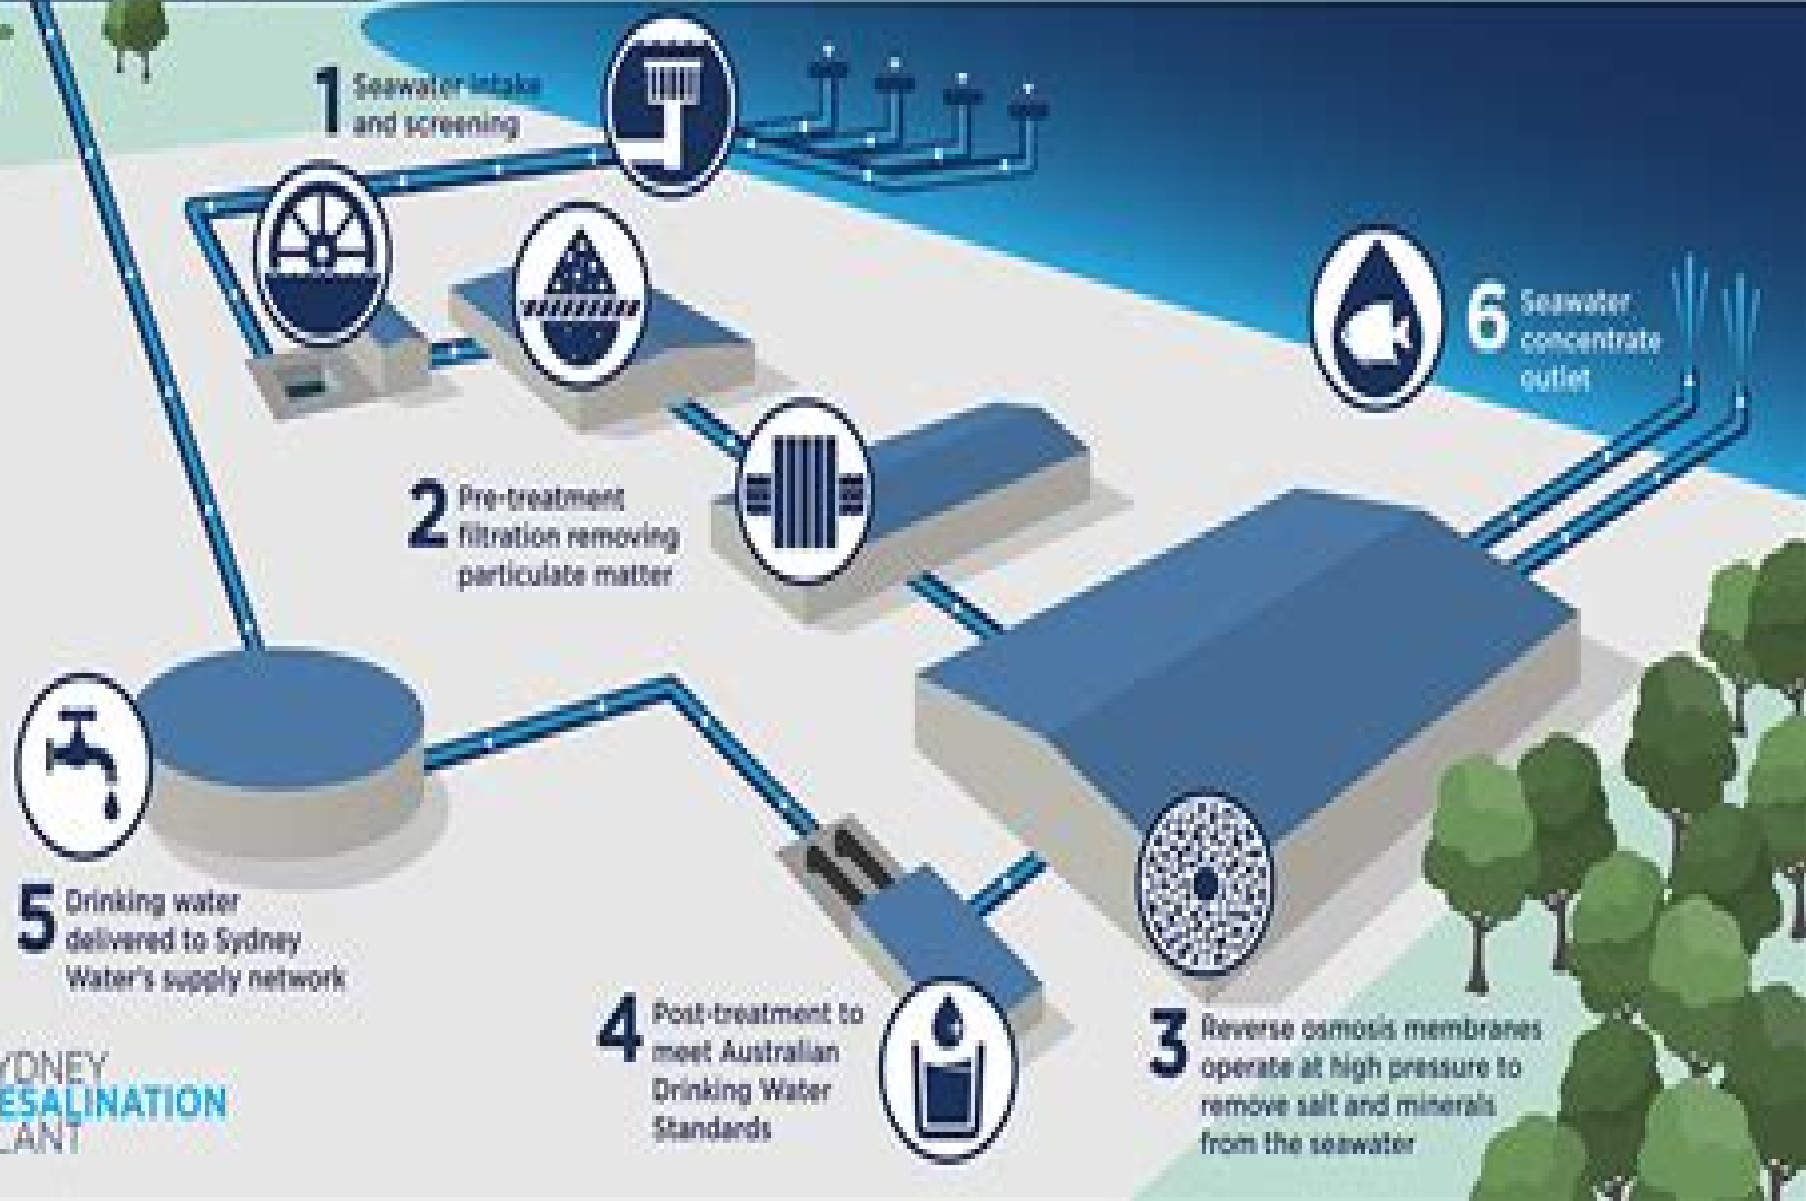 1 Seawater intake
and screening
2 Pre-treatment
filtration removing
particulate matter
3 Reverse osmosis membranes
operate at high pressure to
remove salt and minerals
from the seawater
4 Post-treatment to
meet Australian
Drinking Water
Standards
5 Drinking water
delivered to Sydney
Water's supply network
6 Seawater
concentrate
outlet
YDNEY
ESALINATION
LANT